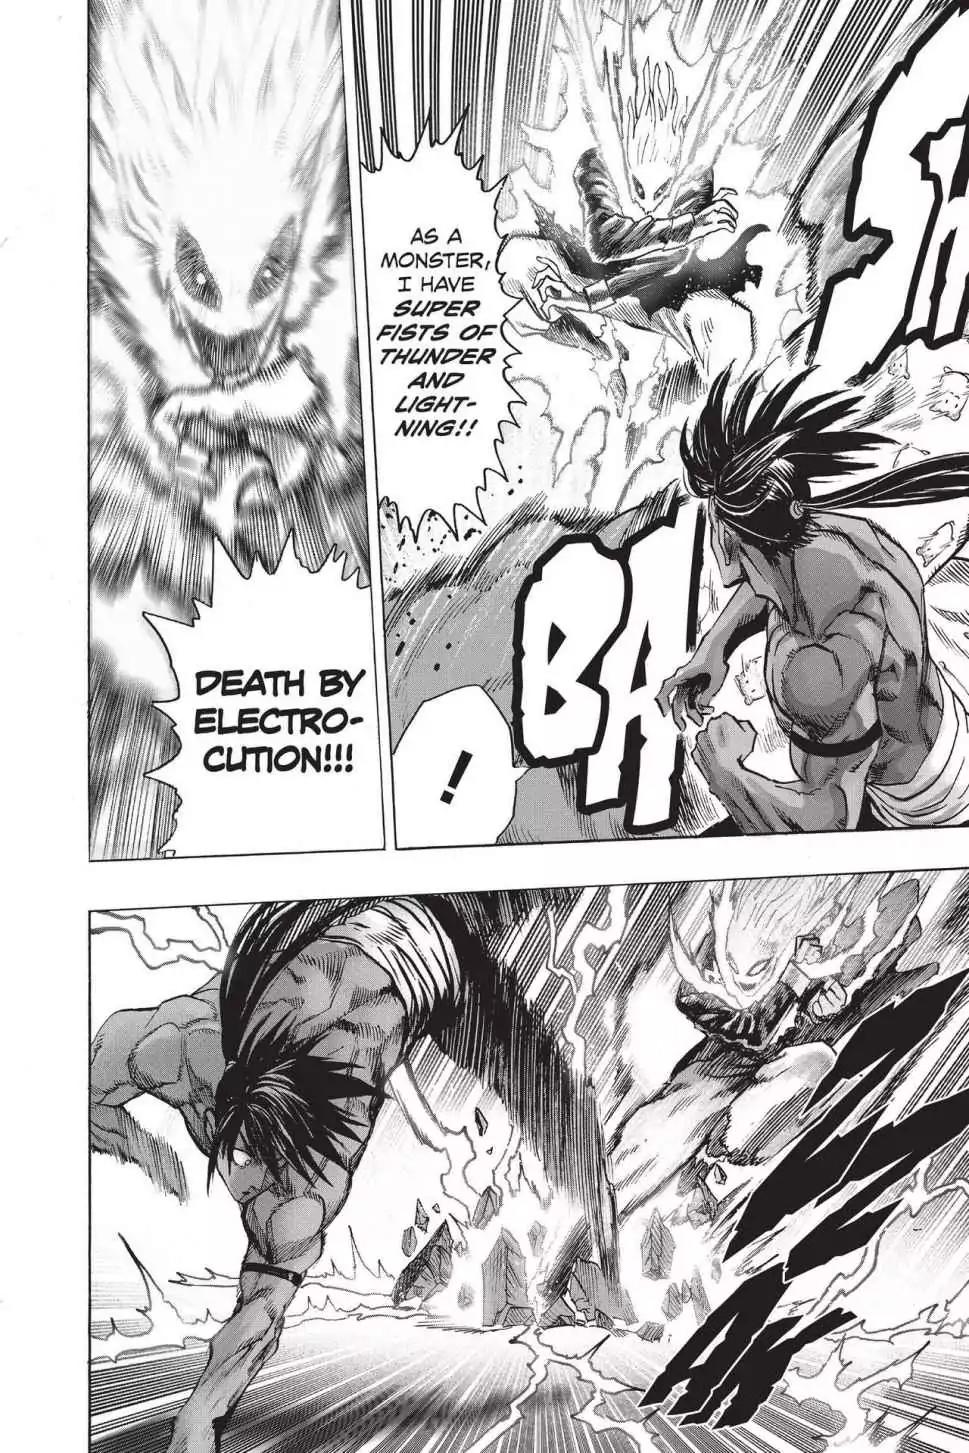 AS A
MONSTER,
I HAVE
SUPER
FISTS OF
THUNDER
AND
LIGHT-
NING!!
BA
!
DEATH BY
ELECTRO-
CUTION!!!